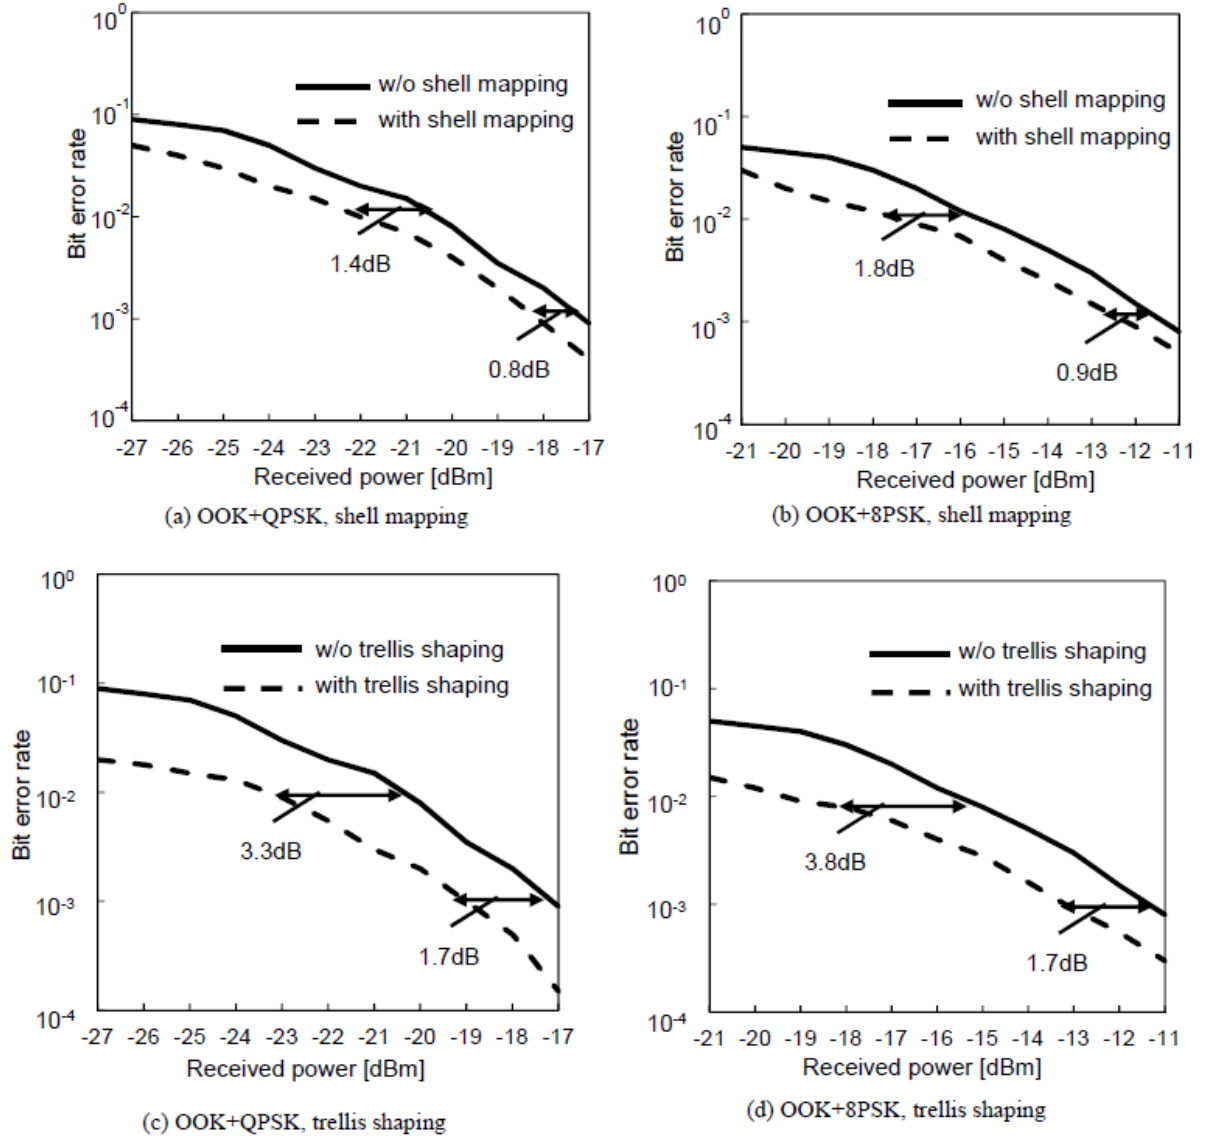 10⁰
10⁻¹
10⁻²
10⁻³
10⁻⁴
Bit error rate
w/o shell mapping
with shell mapping
1.4dB
0.8dB
-27 -26 -25 -24 -23 -22 -21 -20 -19 -18 -17
Received power [dBm]
(a) OOK+QPSK, shell mapping
10⁰
10⁻¹
10⁻²
10⁻³
10⁻⁴
Bit error rate
w/o shell mapping
with shell mapping
1.8dB
0.9dB
-21 -20 -19 -18 -17 -16 -15 -14 -13 -12 -11
Received power [dBm]
(b) OOK+8PSK, shell mapping
10⁰
10⁻¹
10⁻²
10⁻³
10⁻⁴
Bit error rate
w/o trellis shaping
with trellis shaping
3.3dB
1.7dB
-27 -26 -25 -24 -23 -22 -21 -20 -19 -18 -17
Received power [dBm]
(c) OOK+QPSK, trellis shaping
10⁰
10⁻¹
10⁻²
10⁻³
10⁻⁴
Bit error rate
w/o trellis shaping
with trellis shaping
3.8dB
1.7dB
-21 -20 -19 -18 -17 -16 -15 -14 -13 -12 -11
Received power [dBm]
(d) OOK+8PSK, trellis shaping